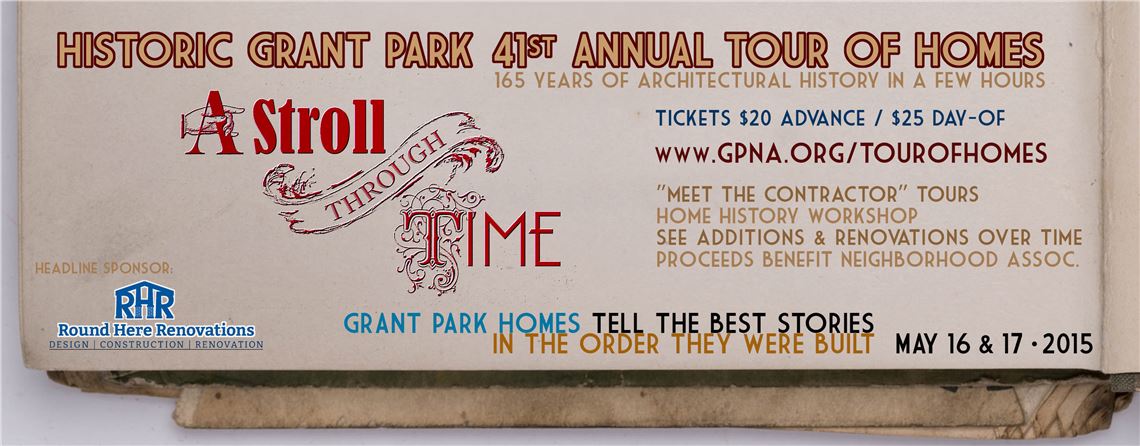 HISTORIC GRANT PARK 41ST ANNUAL TOUR OF HOMES
165 YEARS OF ARCHITECTURAL HISTORY IN A FEW HOURS
A Stroll
THROUGH
TIME
TICKETS $20 ADVANCE / $25 DAY-OF
WWW.GPNA.ORG/TOUROFHOMES
"MEET THE CONTRACTOR" TOURS
HOME HISTORY WORKSHOP
SEE ADDITIONS & RENOVATIONS OVER TIME
PROCEEDS BENEFIT NEIGHBORHOOD ASSOC.
HEADLINE SPONSOR:
RHR
Round Here Renovations
DESIGN | CONSTRUCTION | RENOVATION
GRANT PARK HOMES TELL THE BEST STORIES
IN THE ORDER THEY WERE BUILT
MAY 16 & 17 • 2015